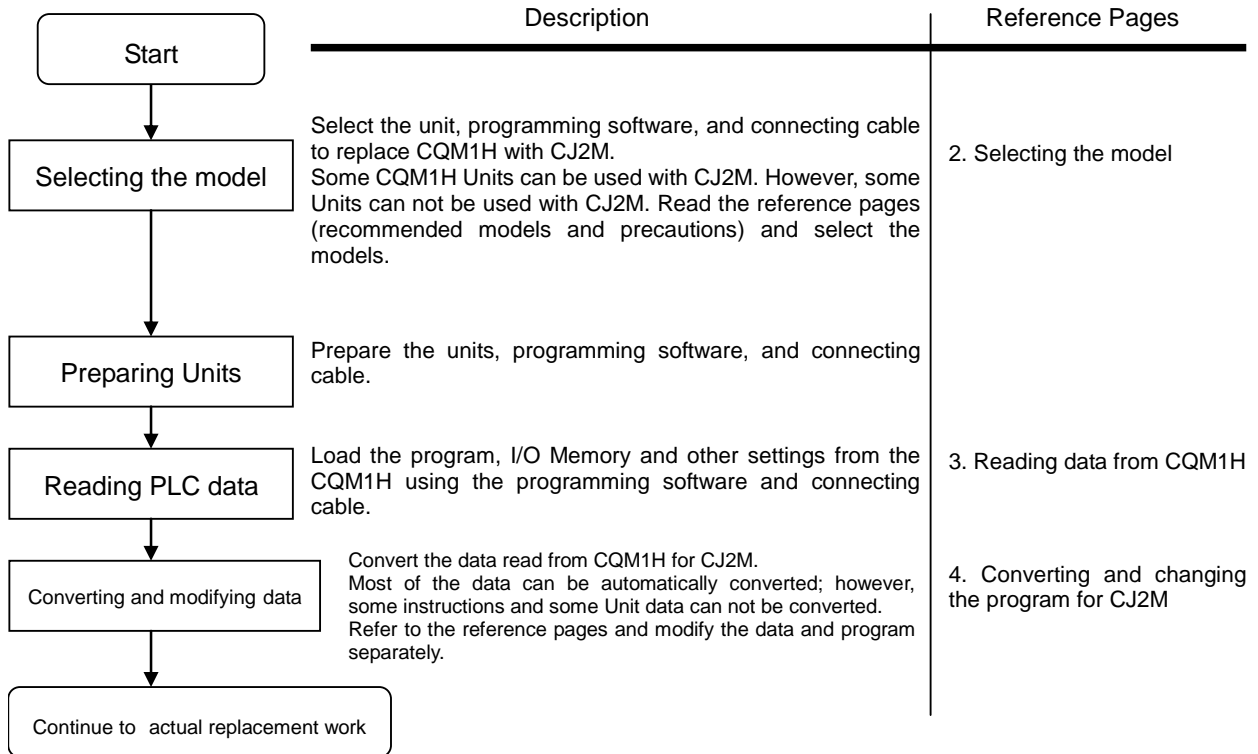 Description
Reference Pages
Start
Selecting the model
Select the unit, programming software, and connecting cable
to replace CQM1H with CJ2M.
Some CQM1H Units can be used with CJ2M. However, some
Units can not be used with CJ2M. Read the reference pages
(recommended models and precautions) and select the
models.
2. Selecting the model
Preparing Units
Prepare the units, programming software, and connecting
cable.
Reading PLC data
Load the program, I/O Memory and other settings from the
CQM1H using the programming software and connecting
cable.
3. Reading data from CQM1H
Converting and modifying data
Convert the data read from CQM1H for CJ2M.
Most of the data can be automatically converted; however,
some instructions and some Unit data can not be converted.
Refer to the reference pages and modify the data and program
separately.
4. Converting and changing
the program for CJ2M
Continue to actual replacement work